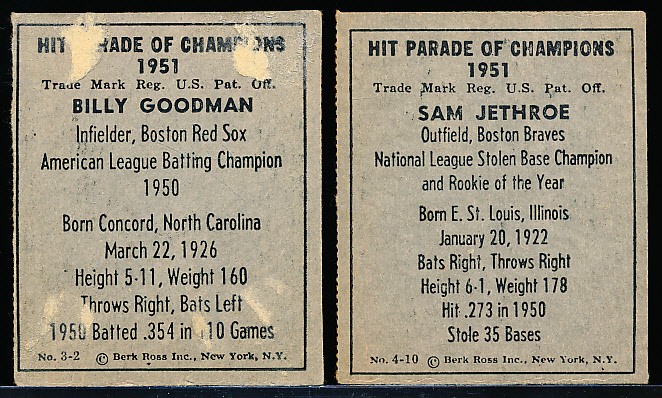 HIT PARADE OF CHAMPIONS
1951
Trade Mark Reg. U.S. Pat. Off.
BILLY GOODMAN
Infielder, Boston Red Sox
American League Batting Champion
1950
Born Concord, North Carolina
March 22, 1926
Height 5-11, Weight 160
Throws Right, Bats Left
1950 Batted .354 in 110 Games
No. 3-2 © Berk Ross Inc., New York, N.Y.
HIT PARADE OF CHAMPIONS
1951
Trade Mark Reg. U.S. Pat. Off.
SAM JETHROE
Outfield, Boston Braves
National League Stolen Base Champion
and Rookie of the Year
Born E. St. Louis, Illinois
January 20, 1922
Bats Right, Throws Right
Height 6-1, Weight 178
Hit .273 in 1950
Stole 35 Bases
No. 4-10 © Berk Ross Inc., New York, N.Y.